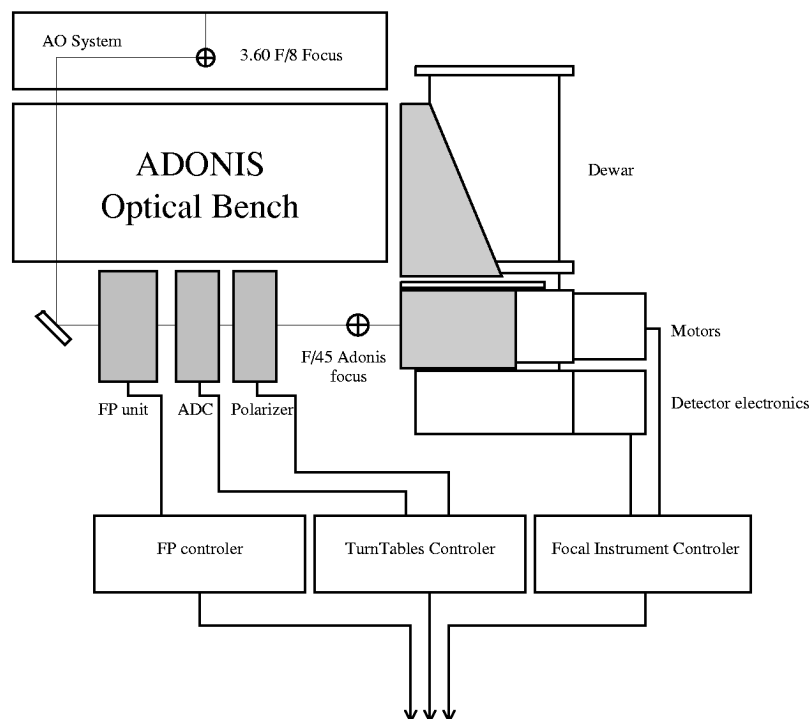 AO System
3.60 F/8 Focus
ADONIS
Optical Bench
Dewar
F/45 Adonis
focus
Motors
FP unit
ADC
Polarizer
Detector electronics
FP controler
TurnTables Controler
Focal Instrument Controler